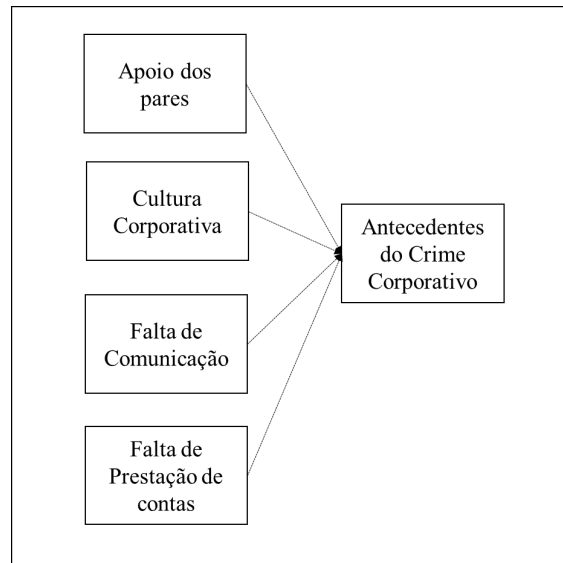 Apoio dos
pares
Cultura
Corporativa
Antecedentes
do Crime
Corporativo
Falta de
Comunicação
Falta de
Prestação de
contas